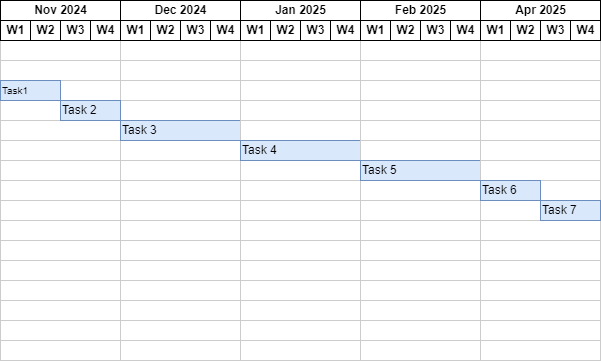 Nov 2024 Dec 2024 Jan 2025 Feb 2025 Apr 2025
W1 W2 W3 W4 W1 W2 W3 W4 W1 W2 W3 W4 W1 W2 W3 W4 W1 W2 W3 W4
Task1
Task 2
Task 3
Task 4
Task 5
Task 6
Task 7